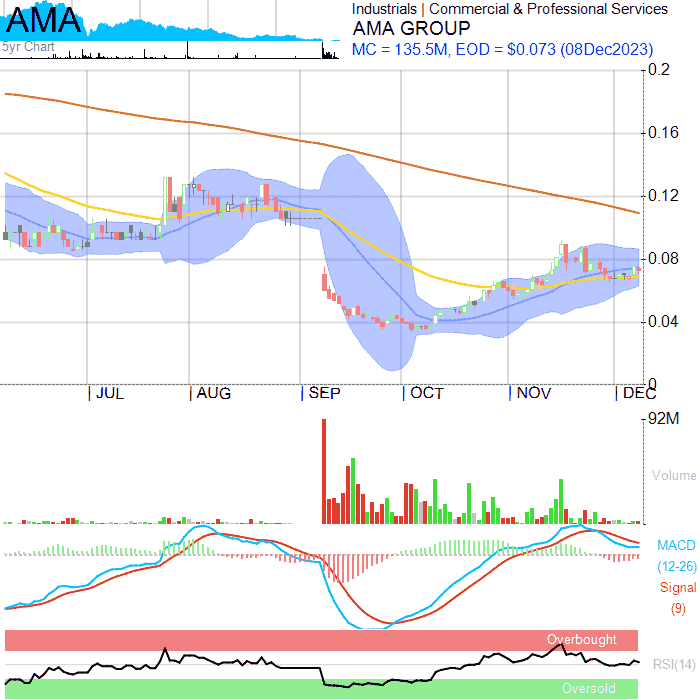 AMA
5yr Chart
Industrials | Commercial & Professional Services
AMA GROUP
MC = 135.5M, EOD = $0.073 (08Dec2023)
0.2
0.16
0.12
0.08
0.04
0
JUL AUG SEP OCT NOV DEC
92M
Volume
MACD
(12-26)
Signal
(9)
Overbought
RSI(14)
Oversold